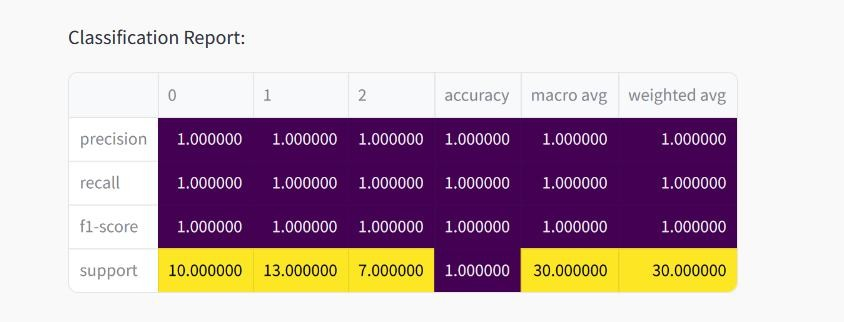 Classification Report:
0 1 2 accuracy macro avg weighted avg
precision 1.000000 1.000000 1.000000 1.000000 1.000000 1.000000
recall 1.000000 1.000000 1.000000 1.000000 1.000000 1.000000
f1-score 1.000000 1.000000 1.000000 1.000000 1.000000 1.000000
support 10.000000 13.000000 7.000000 1.000000 30.000000 30.000000